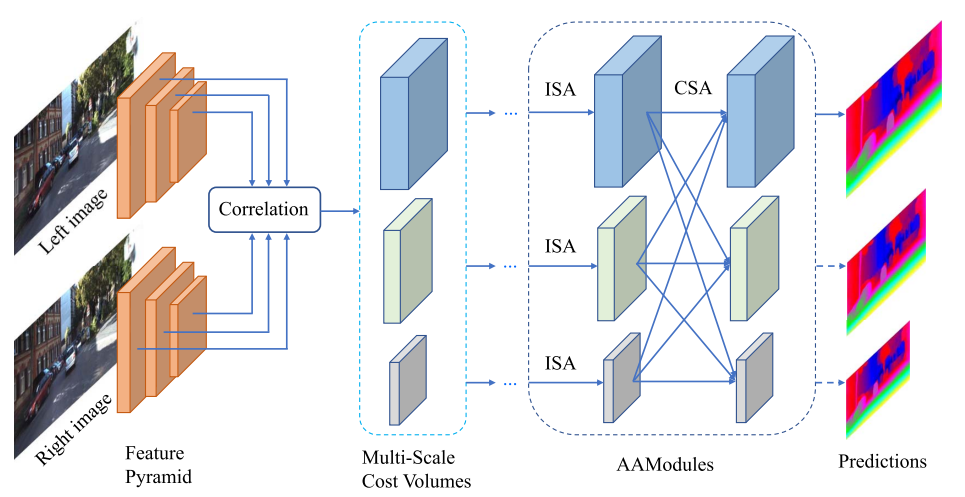 Left image
Right image
Feature
Pyramid
Correlation
Multi-Scale
Cost Volumes
...
...
...
ISA
ISA
ISA
CSA
AAModules
Predictions